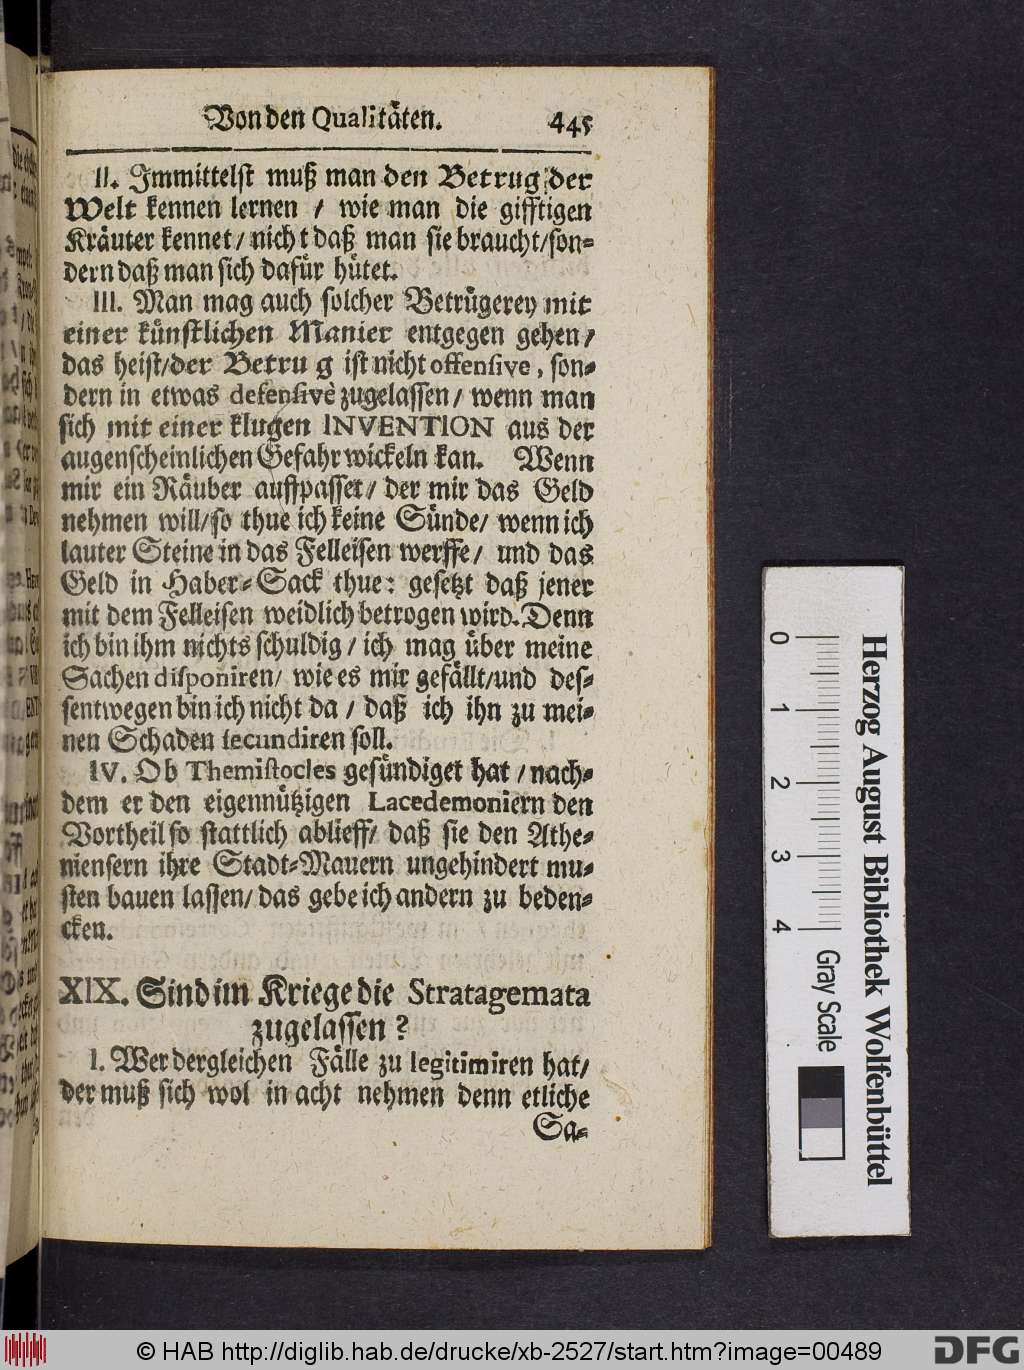 Von den Qualitäten. 445
II. Immittelst muß man den Betrug der
Welt kennen lernen / wie man die gifftigen
Kräuter kennet / nicht daß man sie braucht / son-
dern daß man sich dafür hütet.
III. Man mag auch solcher Betrügerey mit
einer künstlichen Manier entgegen gehen /
das heist / der Betrug ist nicht offensive, son-
dern in etwas defensivè zugelassen / wenn man
sich mit einer klugen INVENTION aus der
augenscheinlichen Gefahr wickeln kan. Wenn
mir ein Räuber auffpasset / der mir das Geld
nehmen will / so thue ich keine Sünde / wenn ich
lauter Steine in das Felleisen werffe / und das
Geld in Haber-Sack thue: gesetzt daß jener
mit dem Felleisen weidlich betrogen wird. Denn
ich bin ihm nichts schuldig / ich mag über meine
Sachen disponiren / wie es mir gefällt / und des-
sentwegen bin ich nicht da / daß ich ihn zu mei-
nen Schaden secundiren soll.
IV. Ob Themistocles gesündiget hat / nach-
dem er den eigennützigen Lacedemoniern den
Vortheil so stattlich ablieff / daß sie den Athe-
niensern ihre Stadt-Mauern ungehindert mu-
sten bauen lassen / das gebe ich andern zu beden-
cken.
XIX. Sind im Kriege die Stratagemata
zugelassen ?
I. Wer dergleichen Fälle zu legitimiren hat /
der muß sich wol in acht nehmen denn etliche
Sa-
0 1 2 3 4 Gray Scale
Herzog August Bibliothek Wolfenbüttel
© HAB http://diglib.hab.de/drucke/xb-2527/start.htm?image=00489
DFG